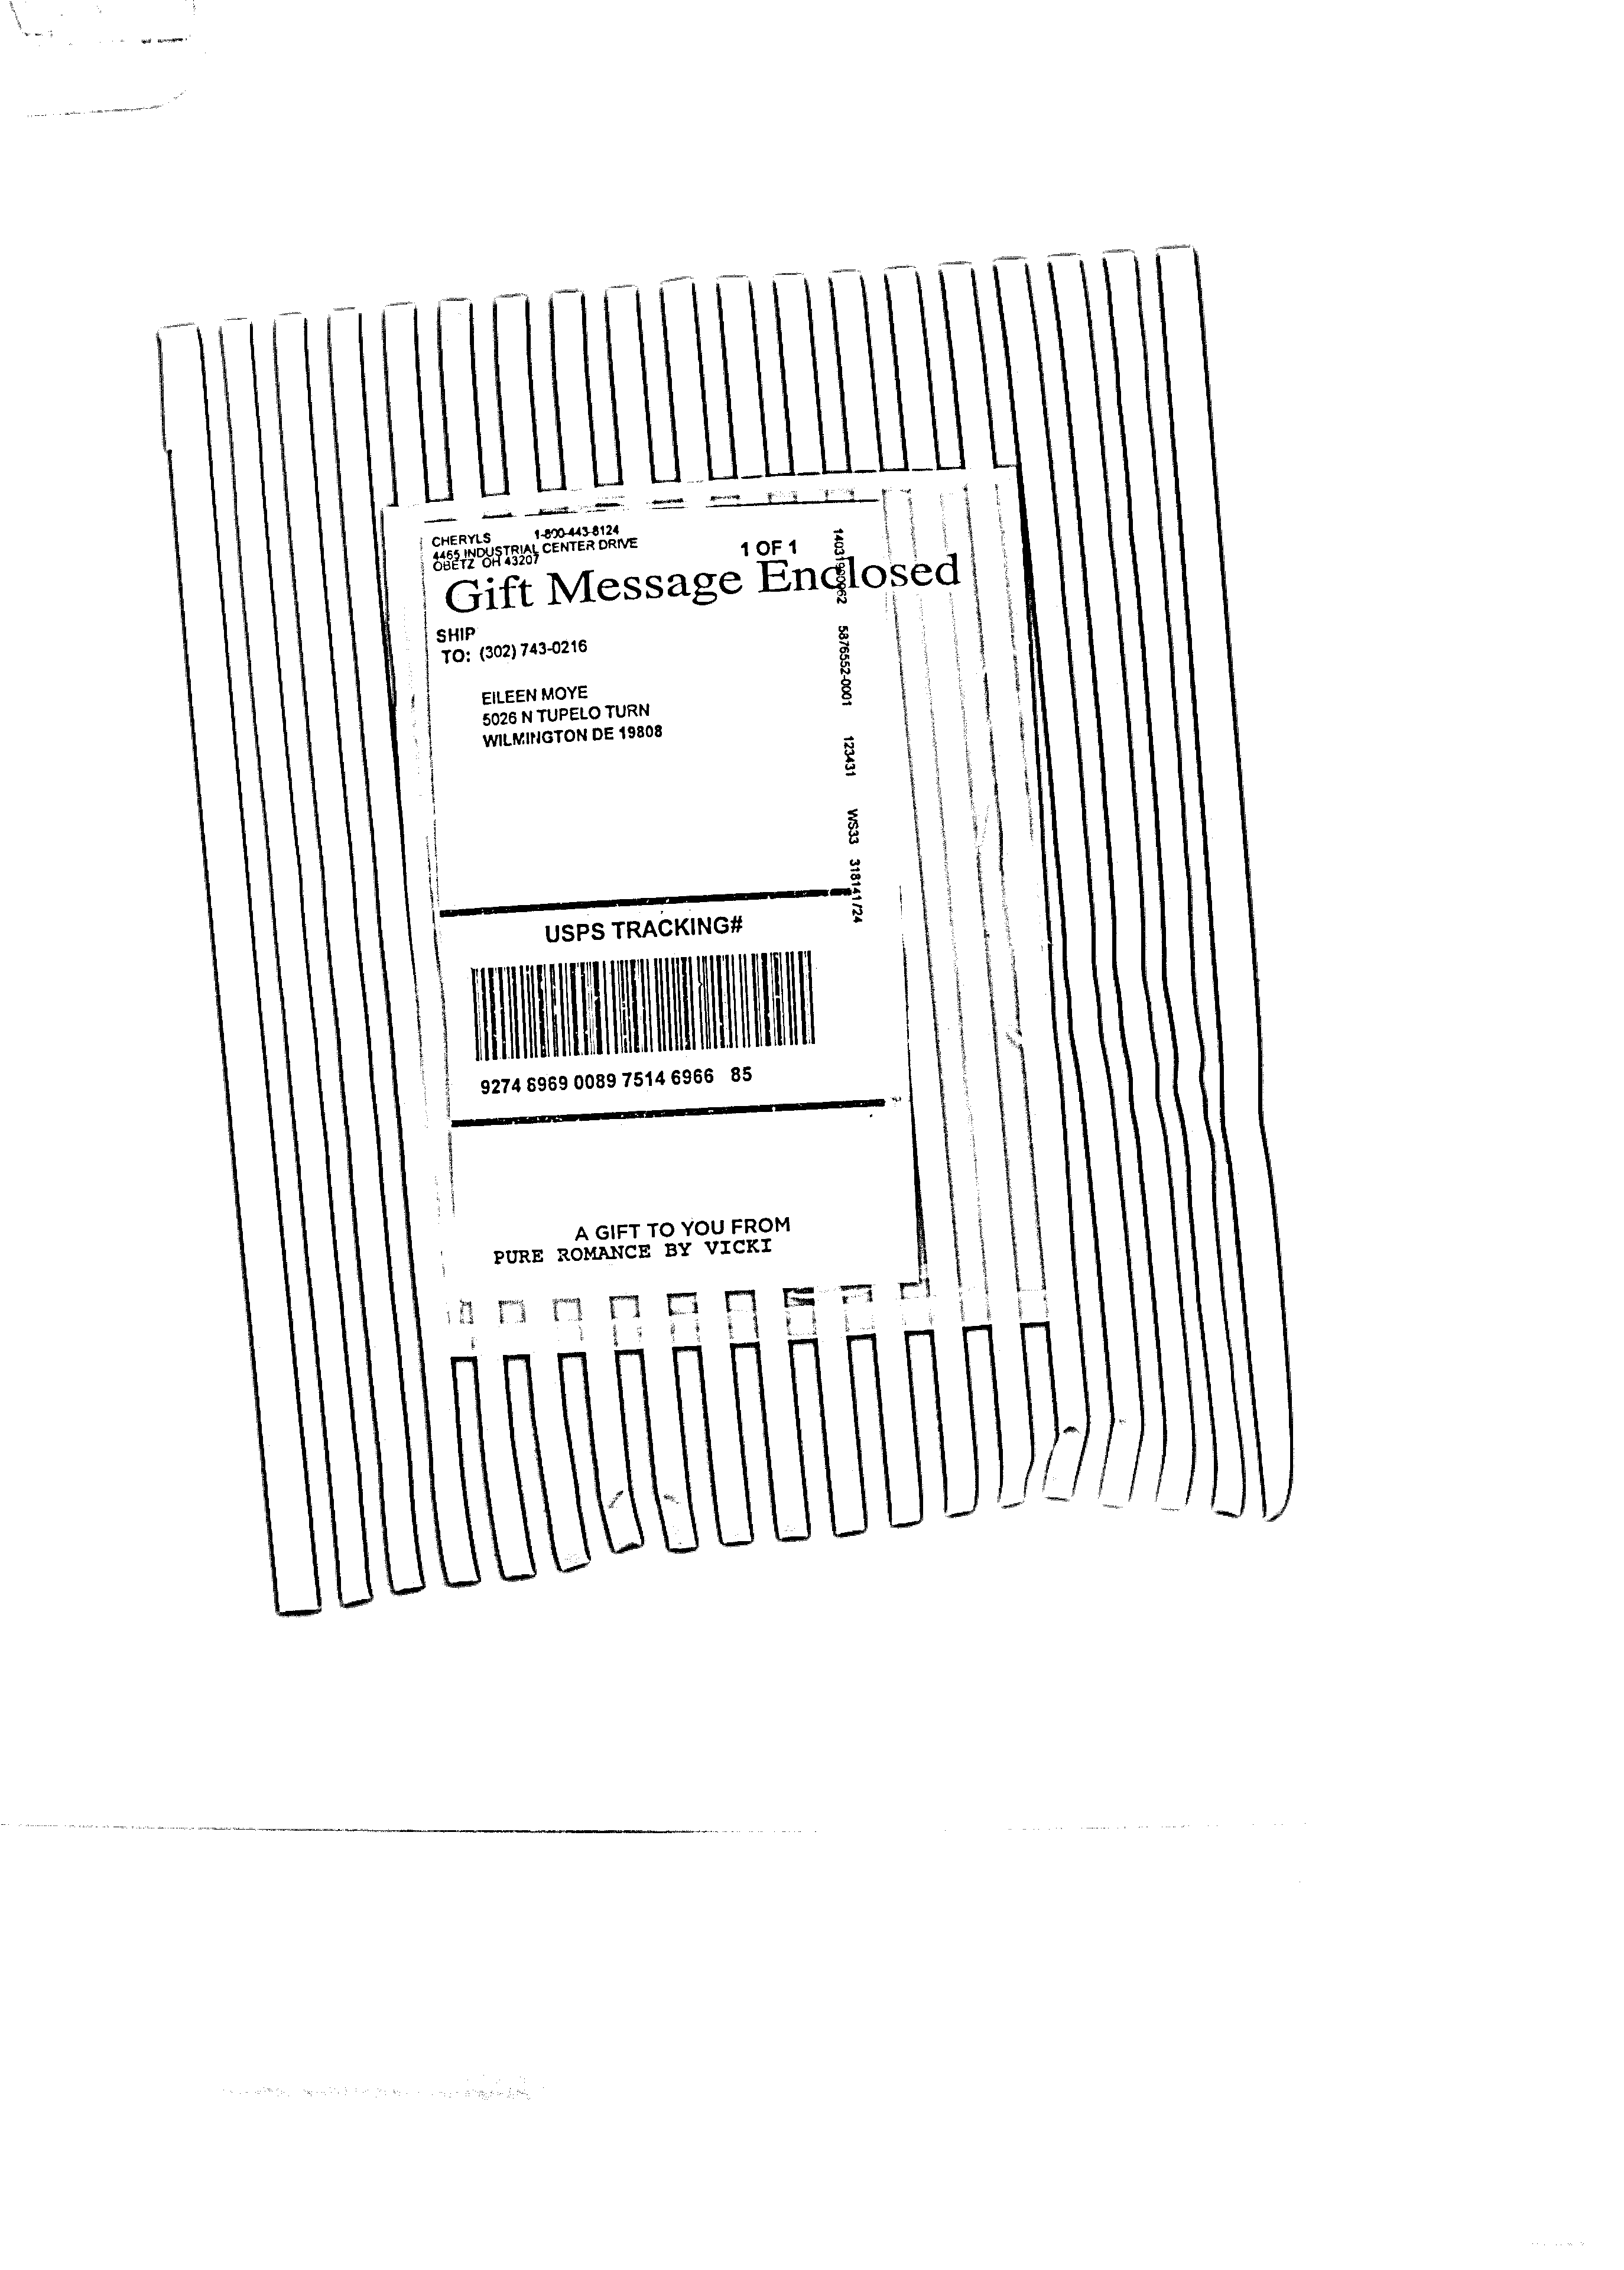 CHERYLS 1-800-443-8124
4465 INDUSTRIAL CENTER DRIVE
OBETZ OH 43207
1 OF 1
Gift Message Enclosed
SHIP
TO: (302) 743-0216
EILEEN MOYE
5026 N TUPELO TURN
WILMINGTON DE 19808
5876552-0001 123431 WS33 318141/24
USPS TRACKING#
9274 8969 0089 7514 6966 85
A GIFT TO YOU FROM
PURE ROMANCE BY VICKI